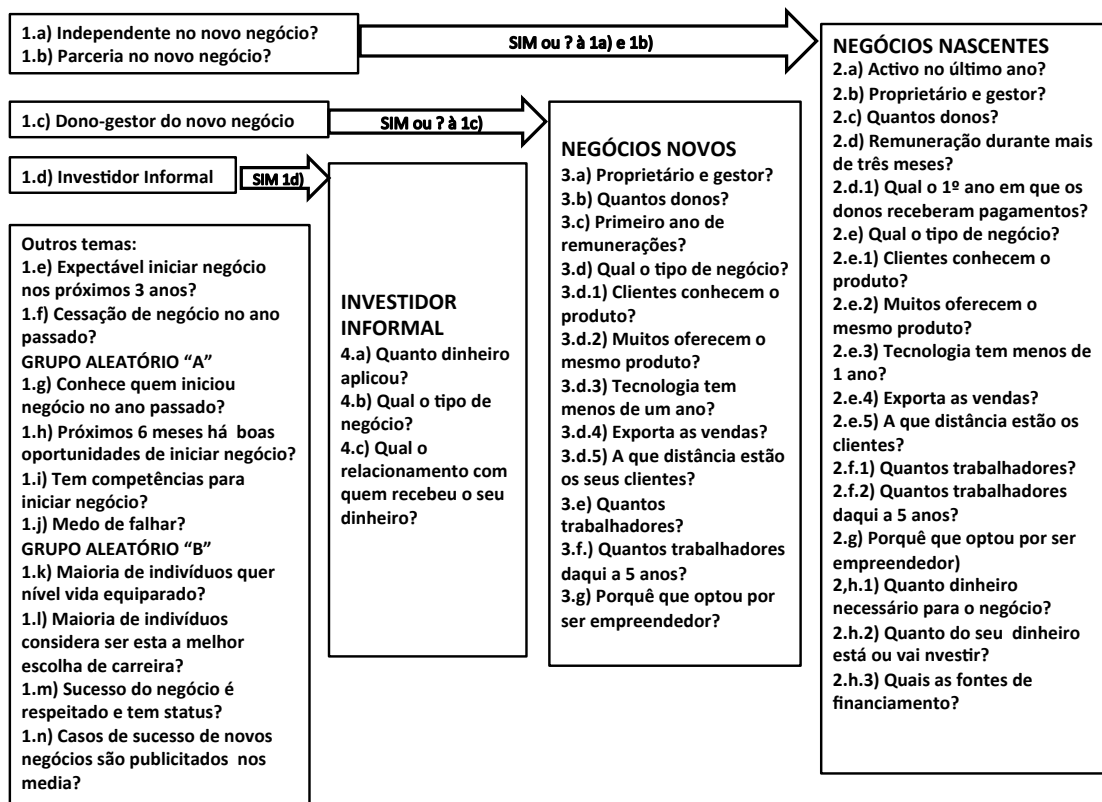 1.a) Independente no novo negócio?
1.b) Parceria no novo negócio?
SIM ou ? à 1a) e 1b)
1.c) Dono-gestor do novo negócio
SIM ou ? à 1c)
1.d) Investidor Informal
SIM 1d)
Outros temas:
1.e) Expectável iniciar negócio
nos próximos 3 anos?
1.f) Cessação de negócio no ano
passado?
GRUPO ALEATÓRIO “A”
1.g) Conhece quem iniciou
negócio no ano passado?
1.h) Próximos 6 meses há boas
oportunidades de iniciar negócio?
1.i) Tem competências para
iniciar negócio?
1.j) Medo de falhar?
GRUPO ALEATÓRIO “B”
1.k) Maioria de indivíduos quer
nível vida equiparado?
1.l) Maioria de indivíduos
considera ser esta a melhor
escolha de carreira?
1.m) Sucesso do negócio é
respeitado e tem status?
1.n) Casos de sucesso de novos
negócios são publicitados nos
media?
INVESTIDOR
INFORMAL
4.a) Quanto dinheiro
aplicou?
4.b) Qual o tipo de
negócio?
4.c) Qual o
relacionamento com
quem recebeu o seu
dinheiro?
NEGÓCIOS NOVOS
3.a) Proprietário e gestor?
3.b) Quantos donos?
3.c) Primeiro ano de
remunerações?
3.d) Qual o tipo de negócio?
3.d.1) Clientes conhecem o
produto?
3.d.2) Muitos oferecem o
mesmo produto?
3.d.3) Tecnologia tem
menos de um ano?
3.d.4) Exporta as vendas?
3.d.5) A que distância estão
os seus clientes?
3.e) Quantos
trabalhadores?
3.f.) Quantos trabalhadores
daqui a 5 anos?
3.g) Porquê que optou por
ser empreendedor?
NEGÓCIOS NASCENTES
2.a) Activo no último ano?
2.b) Proprietário e gestor?
2.c) Quantos donos?
2.d) Remuneração durante mais
de três meses?
2.d.1) Qual o 1º ano em que os
donos receberam pagamentos?
2.e) Qual o tipo de negócio?
2.e.1) Clientes conhecem o
produto?
2.e.2) Muitos oferecem o
mesmo produto?
2.e.3) Tecnologia tem menos de
1 ano?
2.e.4) Exporta as vendas?
2.e.5) A que distância estão os
clientes?
2.f.1) Quantos trabalhadores?
2.f.2) Quantos trabalhadores
daqui a 5 anos?
2.g) Porquê que optou por ser
empreendedor)
2,h.1) Quanto dinheiro
necessário para o negócio?
2.h.2) Quanto do seu dinheiro
está ou vai nvestir?
2.h.3) Quais as fontes de
financiamento?